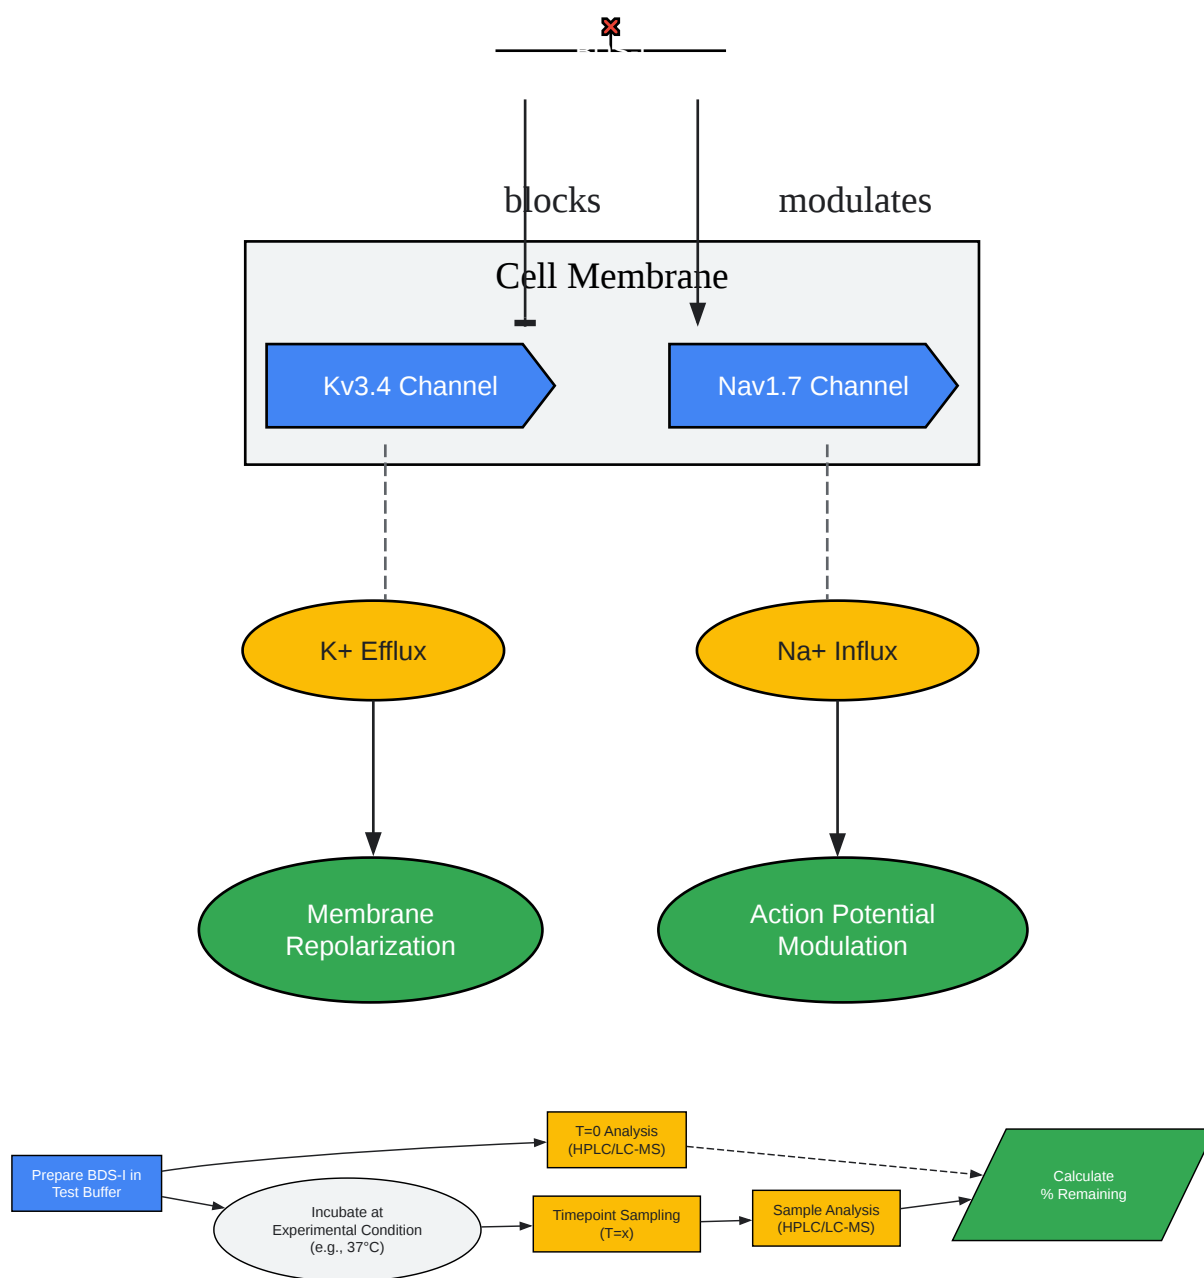 blocks
modulates
Cell Membrane
Kv3.4 Channel
Nav1.7 Channel
K+ Efflux
Na+ Influx
Membrane
Repolarization
Action Potential
Modulation
T=0 Analysis
(HPLC/LC-MS)
Prepare BDS-I in
Test Buffer
Calculate
% Remaining
Incubate at
Experimental Condition
(e.g., 37°C)
Timepoint Sampling
(T=x)
Sample Analysis
(HPLC/LC-MS)